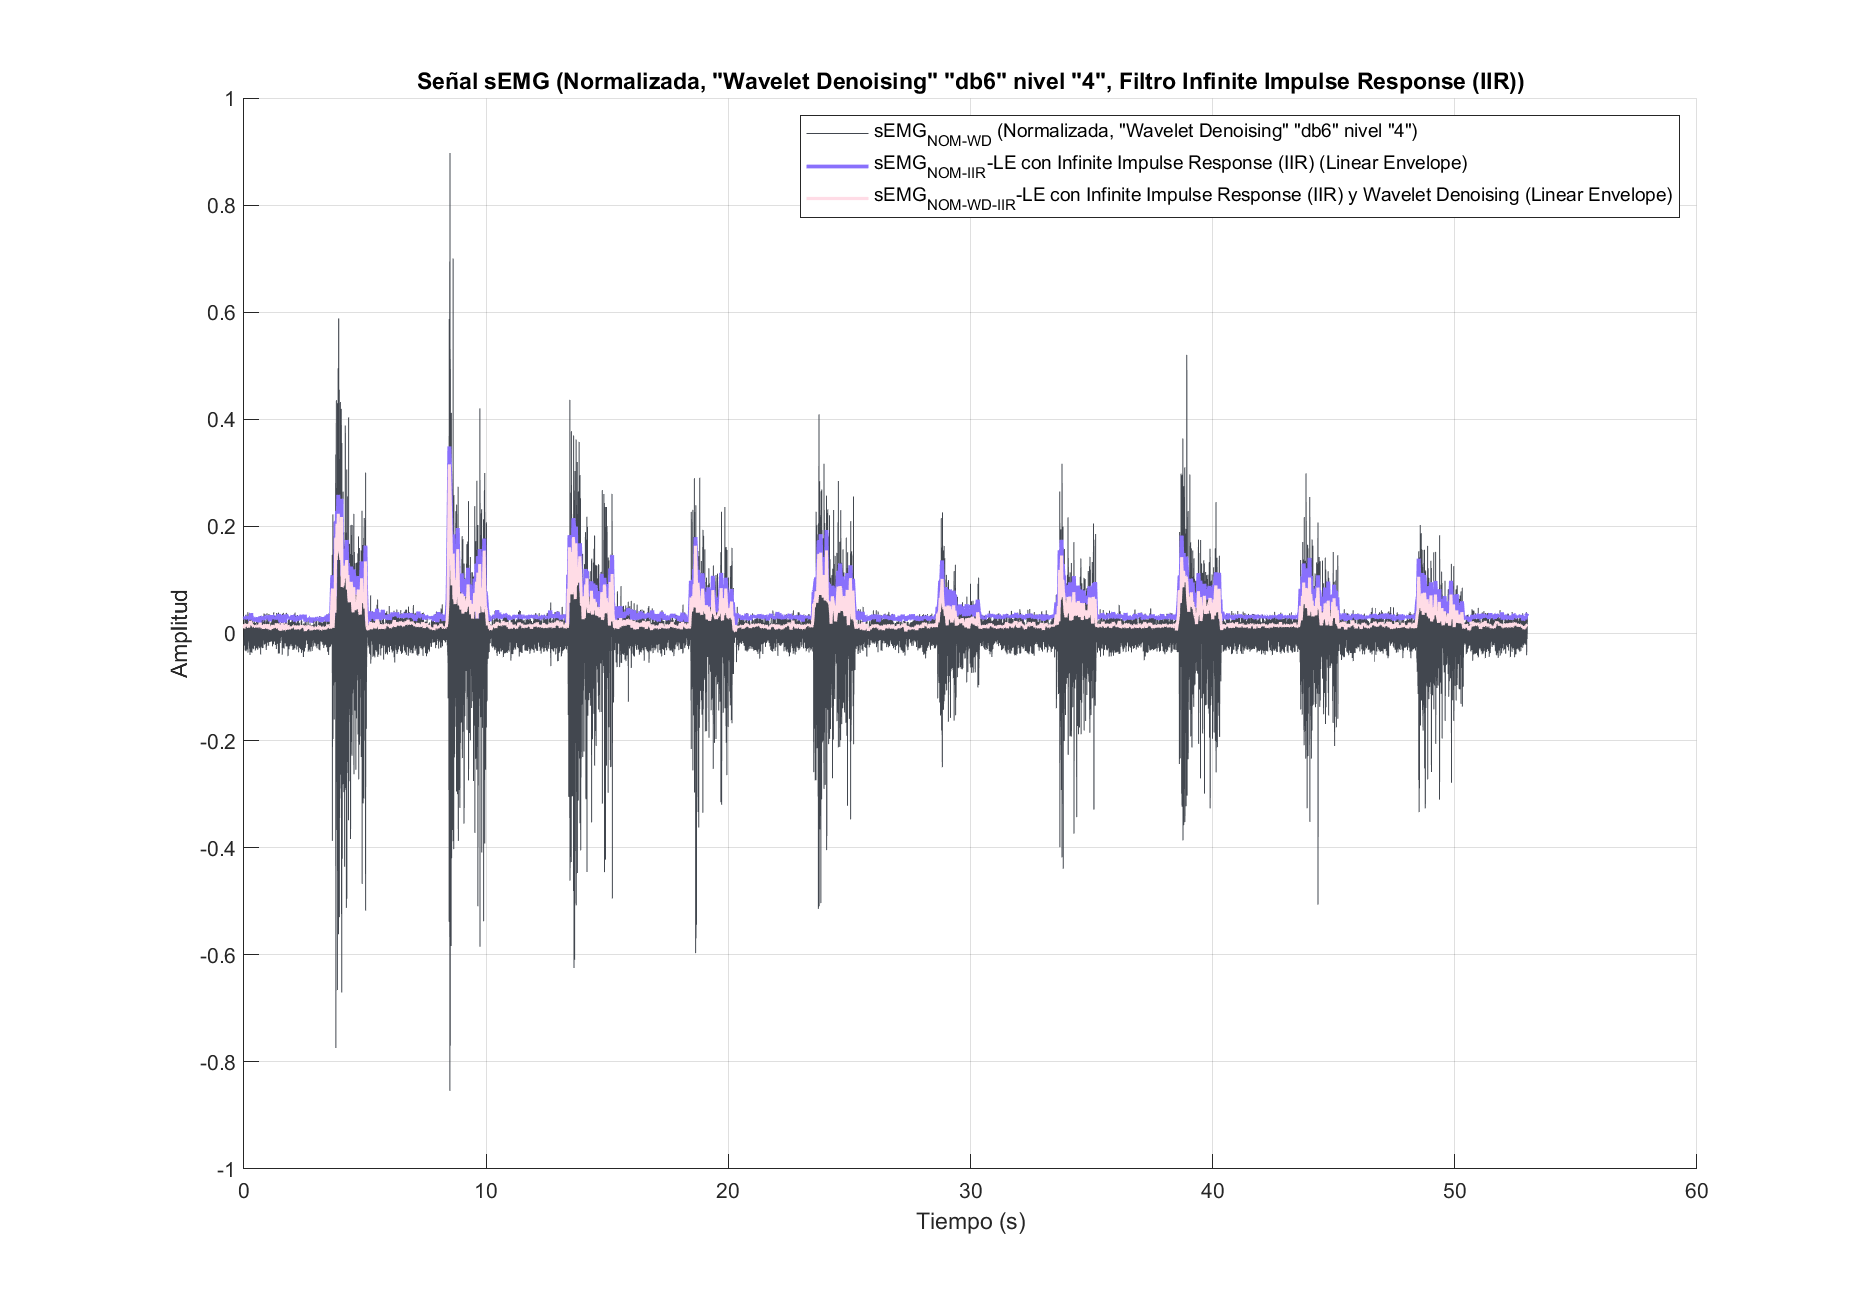 Señal sEMG (Normalizada, "Wavelet Denoising" "db6" nivel "4", Filtro Infinite Impulse Response (IIR))
sEMG_NOM-WD (Normalizada, "Wavelet Denoising" "db6" nivel "4")
sEMG_NOM-IIR-LE con Infinite Impulse Response (IIR) (Linear Envelope)
sEMG_NOM-WD-IIR-LE con Infinite Impulse Response (IIR) y Wavelet Denoising (Linear Envelope)
1
0.8
0.6
0.4
0.2
0
-0.2
-0.4
-0.6
-0.8
-1
Amplitud
0 10 20 30 40 50 60
Tiempo (s)